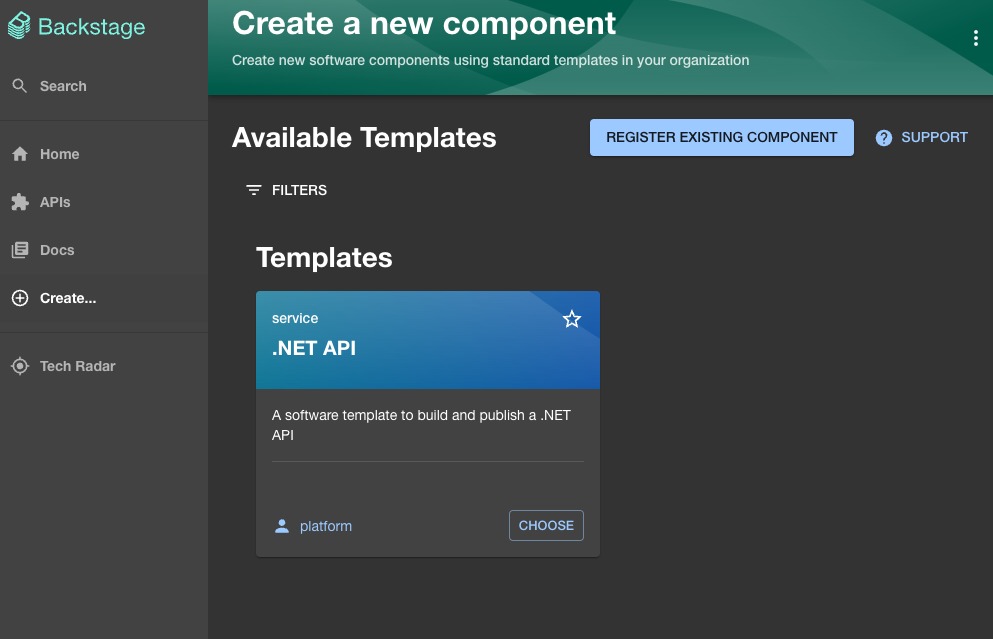 Backstage
Search
Home
APIs
Docs
Create...
Tech Radar
Create a new component
Create new software components using standard templates in your organization
Available Templates
REGISTER EXISTING COMPONENT
SUPPORT
FILTERS
Templates
service
.NET API
A software template to build and publish a .NET
API
platform
CHOOSE